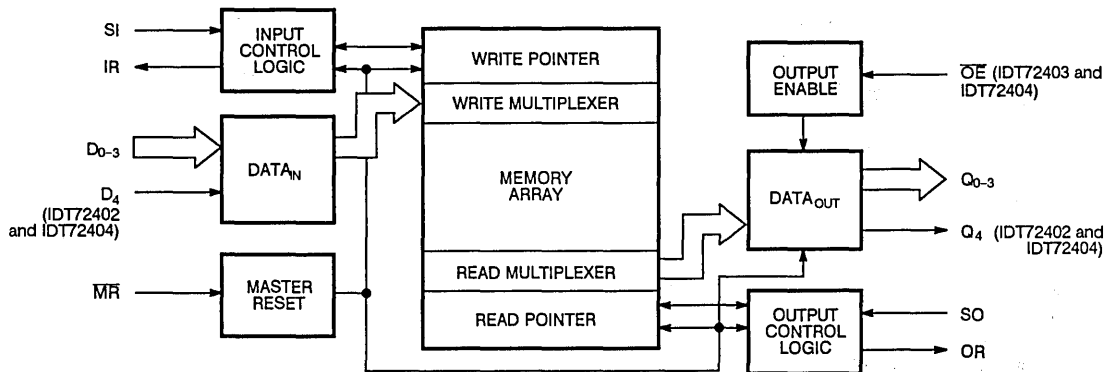 SI
IR
INPUT
CONTROL
LOGIC
D0–3
D4
(IDT72402
and IDT72404)
DATAIN
MR
MASTER
RESET
WRITE POINTER
WRITE MULTIPLEXER
MEMORY
ARRAY
READ MULTIPLEXER
READ POINTER
OUTPUT
ENABLE
OE (IDT72403 and
IDT72404)
DATAOUT
Q0–3
Q4 (IDT72402 and
IDT72404)
OUTPUT
CONTROL
LOGIC
SO
OR